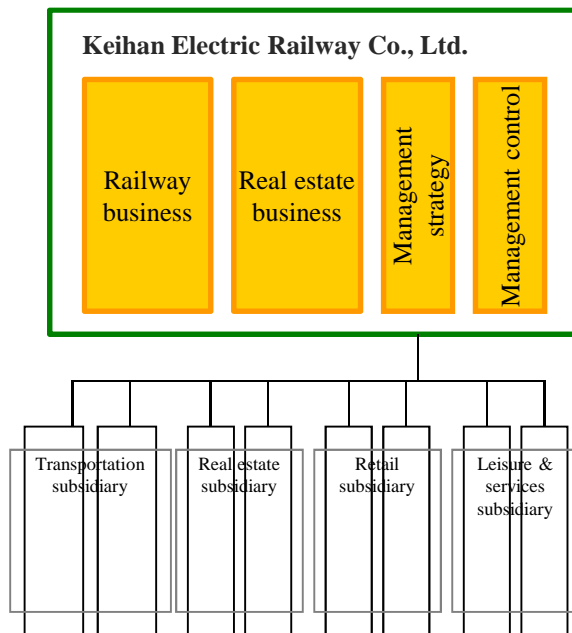 Keihan Electric Railway Co., Ltd.
Railway
business
Real estate
business
Management
strategy
Management control
Transportation
subsidiary
Real estate
subsidiary
Retail
subsidiary
Leisure &
services
subsidiary